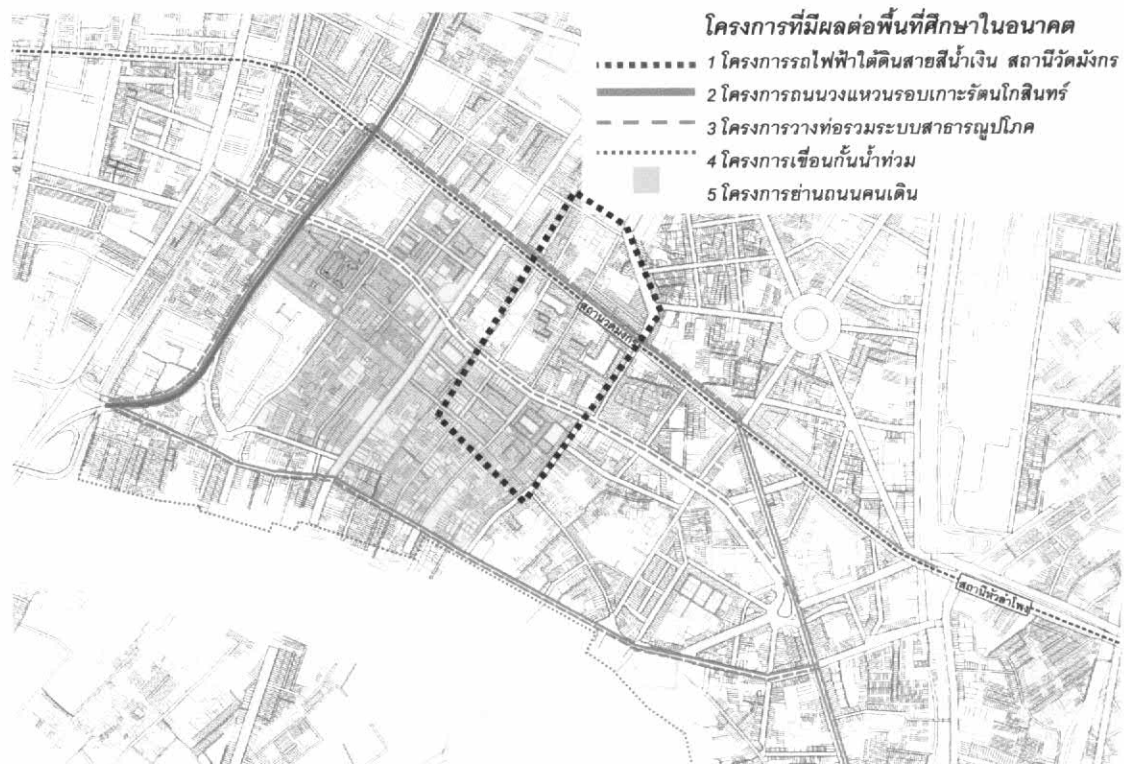 โครงการที่มีผลต่อพื้นที่ศึกษาในอนาคต
1 โครงการรถไฟฟ้าใต้ดินสายสีน้ำเงิน สถานีวัดมังกร
2 โครงการถนนวงแหวนรอบเกาะรัตนโกสินทร์
3 โครงการวางท่อรวมระบบสาธารณูปโภค
4 โครงการเขื่อนกั้นน้ำท่วม
5 โครงการย่านถนนคนเดิน
สถานีวัดมังกร
สถานีหัวลำโพง